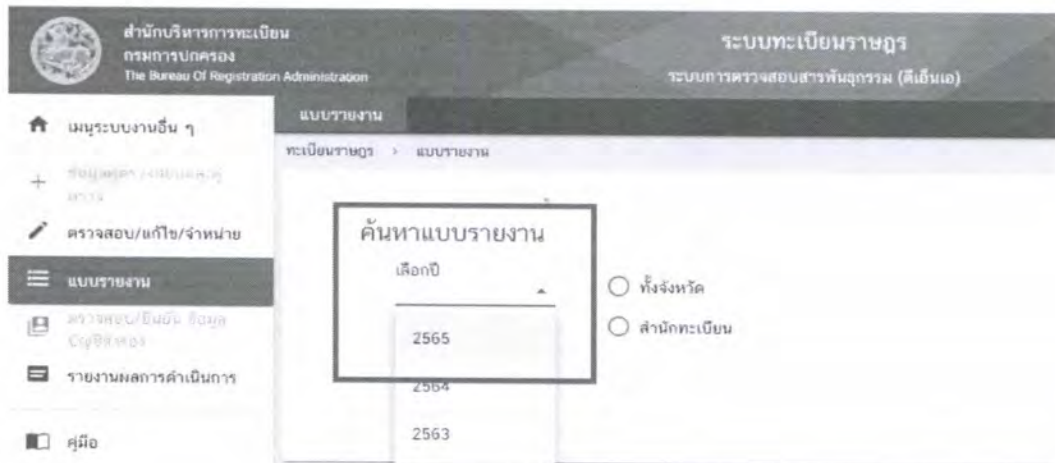 สำนักบริหารการทะเบียน
กรมการปกครอง
The Bureau Of Registration Administration
ระบบทะเบียนราษฎร
ระบบการตรวจสอบสารพันธุกรรม (ดีเอ็นเอ)
เมนูระบบงานอื่น ๆ
ตรวจสอบ/แก้ไข/จำหน่าย
แบบรายงาน
รายงานผลการดำเนินการ
คู่มือ
แบบรายงาน
ทะเบียนราษฎร > แบบรายงาน
ค้นหาแบบรายงาน
เลือกปี
2565
2564
2563
ทั้งจังหวัด
สำนักทะเบียน